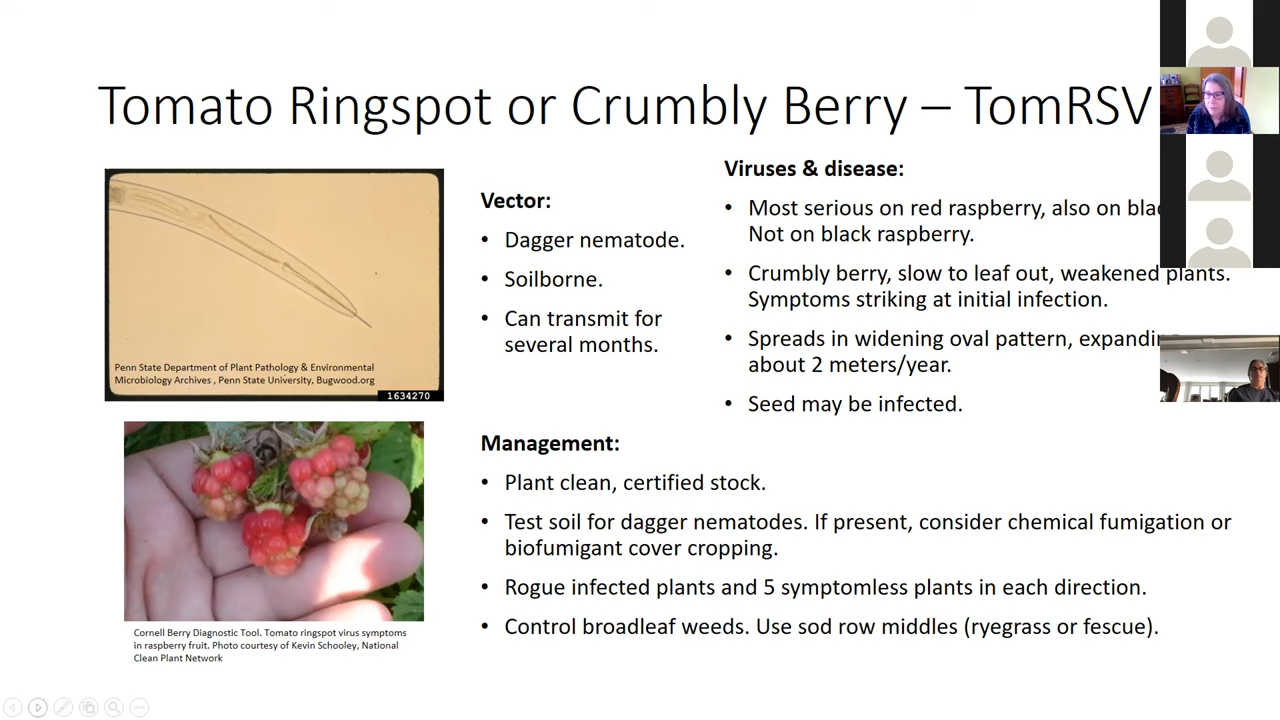 Tomato Ringspot or Crumbly Berry – TomRSV
Penn State Department of Plant Pathology & Environmental
Microbiology Archives , Penn State University, Bugwood.org
1634270
Cornell Berry Diagnostic Tool. Tomato ringspot virus symptoms
in raspberry fruit. Photo courtesy of Kevin Schooley, National
Clean Plant Network
Vector:
• Dagger nematode.
• Soilborne.
• Can transmit for
several months.
Viruses & disease:
• Most serious on red raspberry, also on
Not on black raspberry.
• Crumbly berry, slow to leaf out, weakened plants.
Symptoms striking at initial infection.
• Spreads in widening oval pattern,
about 2 meters/year.
• Seed may be infected.
Management:
• Plant clean, certified stock.
• Test soil for dagger nematodes. If present, consider chemical fumigation or
biofumigant cover cropping.
• Rogue infected plants and 5 symptomless plants in each direction.
• Control broadleaf weeds. Use sod row middles (ryegrass or fescue).